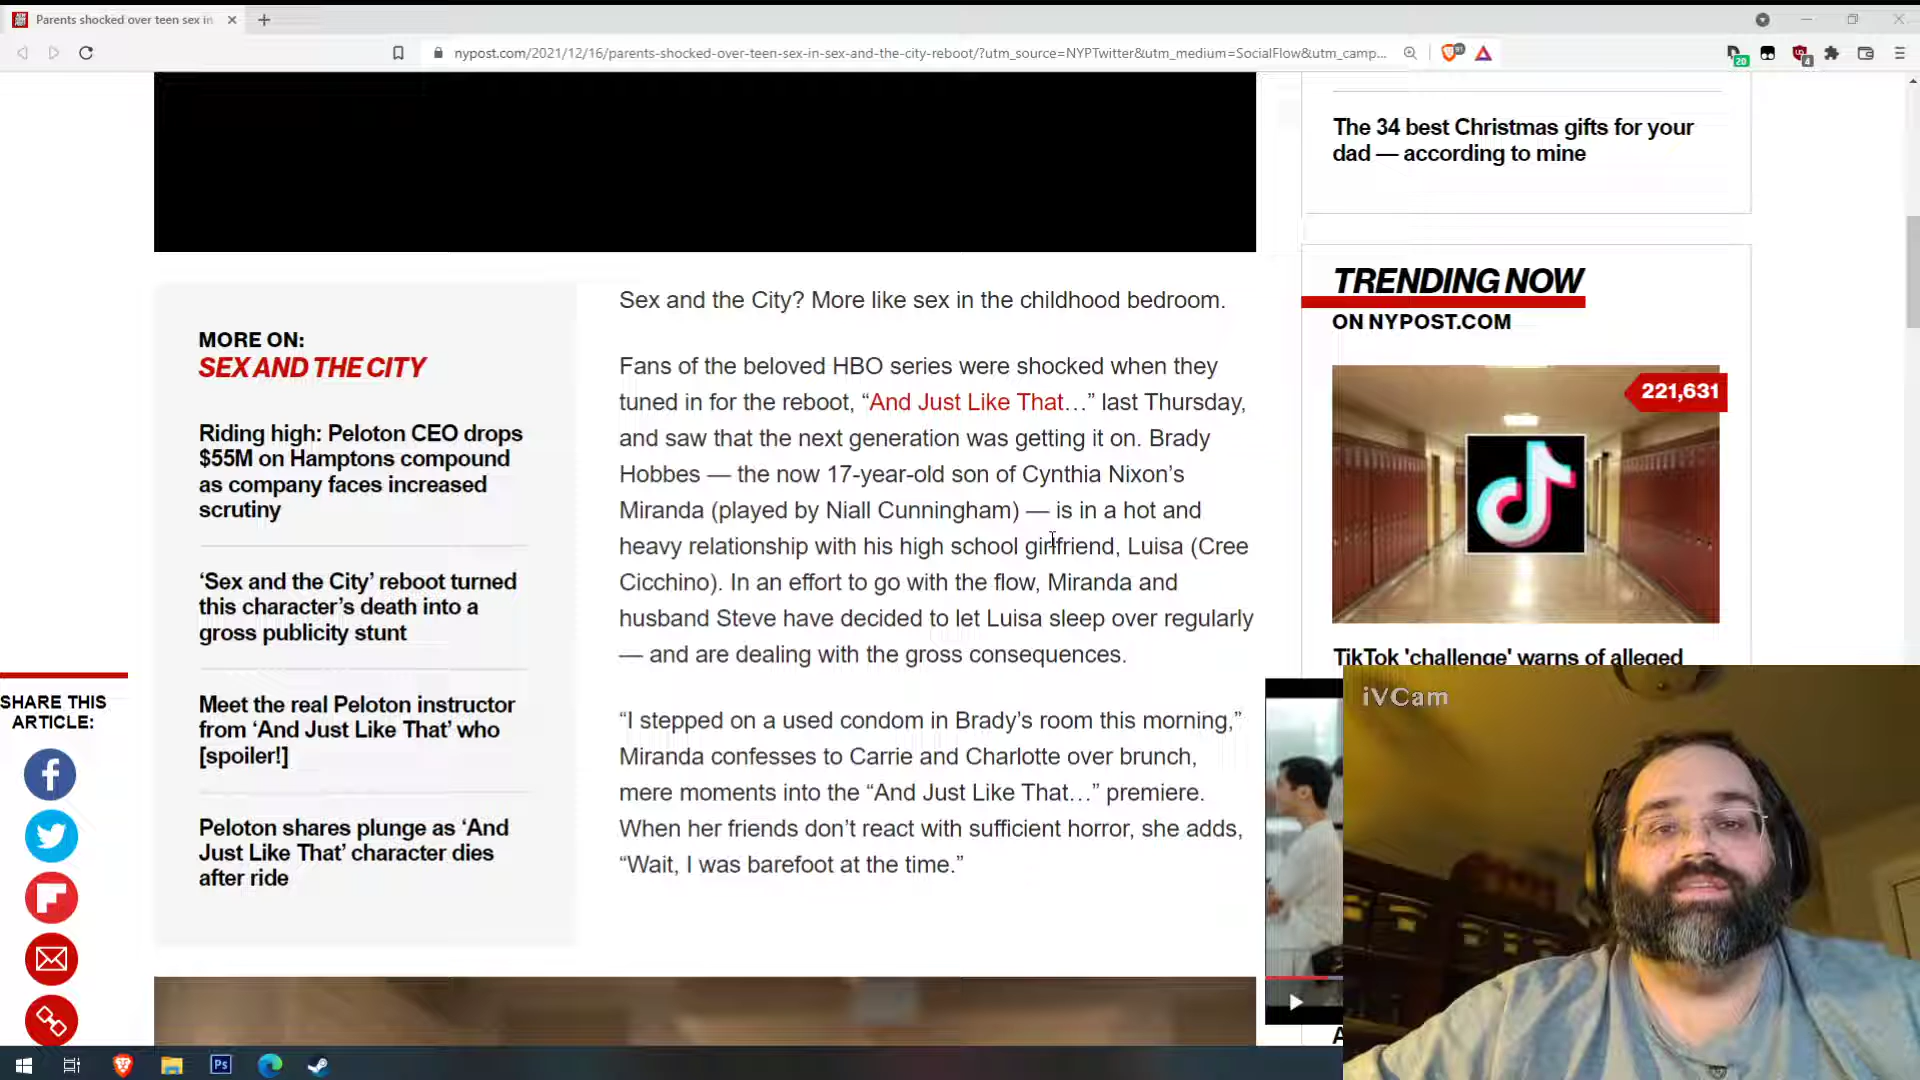 Parents shocked over teen sex in
nypost.com/2021/12/16/parents-shocked-over-teen-sex-in-sex-and-the-city-reboot/?utm_source=NYPTwitter&utm_medium=SocialFlow&utm_camp...
91
20
4
The 34 best Christmas gifts for your
dad — according to mine
Sex and the City? More like sex in the childhood bedroom.
Fans of the beloved HBO series were shocked when they
tuned in for the reboot, “And Just Like That…” last Thursday,
and saw that the next generation was getting it on. Brady
Hobbes — the now 17-year-old son of Cynthia Nixon’s
Miranda (played by Niall Cunningham) — is in a hot and
heavy relationship with his high school girlfriend, Luisa (Cree
Cicchino). In an effort to go with the flow, Miranda and
husband Steve have decided to let Luisa sleep over regularly
— and are dealing with the gross consequences.
“I stepped on a used condom in Brady’s room this morning,”
Miranda confesses to Carrie and Charlotte over brunch,
mere moments into the “And Just Like That…” premiere.
When her friends don’t react with sufficient horror, she adds,
“Wait, I was barefoot at the time.”
MORE ON:
SEX AND THE CITY
Riding high: Peloton CEO drops
$55M on Hamptons compound
as company faces increased
scrutiny
‘Sex and the City’ reboot turned
this character’s death into a
gross publicity stunt
Meet the real Peloton instructor
from ‘And Just Like That’ who
[spoiler!]
Peloton shares plunge as ‘And
Just Like That’ character dies
after ride
SHARE THIS
ARTICLE:
TRENDING NOW
ON NYPOST.COM
221,631
TikTok 'challenge' warns of alleged
iVCam
Ps